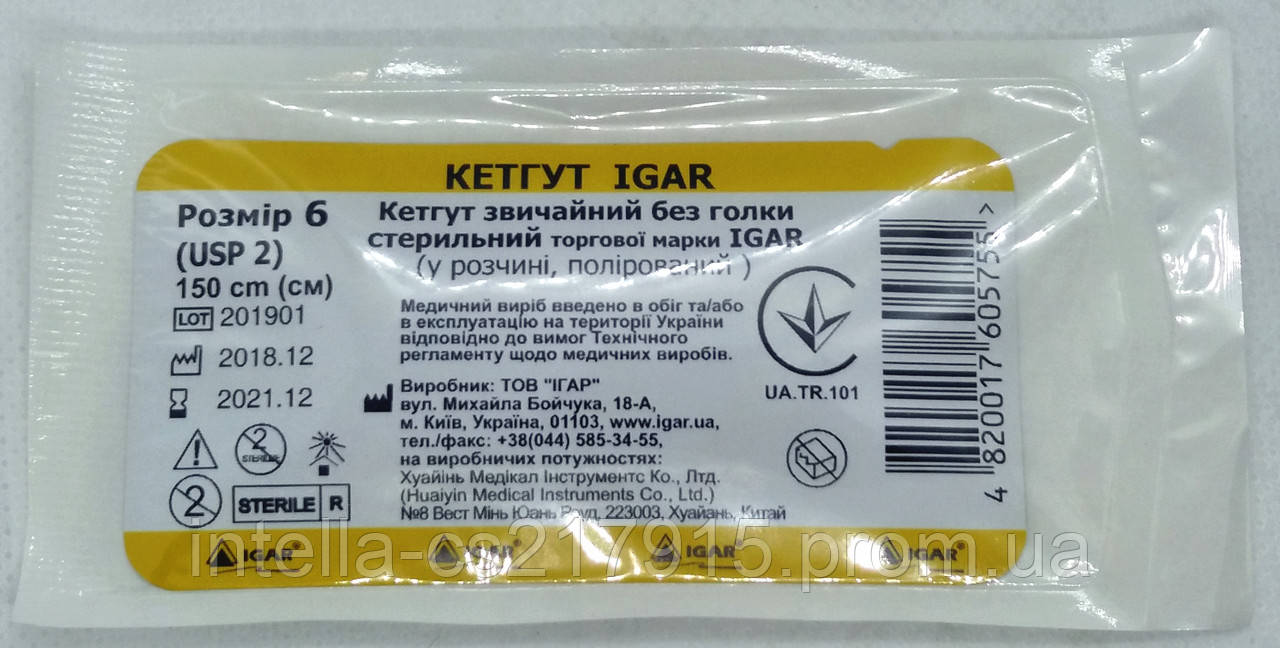 КЕТГУТ IGAR
Розмір 6
(USP 2)
150 cm (см)
LOT 201901
2018.12
2021.12
2
STERILE
2
STERILE R
Кетгут звичайний без голки
стерильний торгової марки IGAR
(у розчині, полірований )
Медичний виріб введено в обіг та/або
в експлуатацію на території України
відповідно до вимог Технічного
регламенту щодо медичних виробів.
Виробник: ТОВ "ІГАР"
вул. Михайла Бойчука, 18-А,
м. Київ, Україна, 01103, www.igar.ua,
тел./факс: +38(044) 585-34-55,
на виробничих потужностях:
Хуайінь Медікал Інструментс Ко., Лтд.
(Huaiyin Medical Instruments Co., Ltd.)
№8 Вест Мінь Юань Роуд, 223003, Хуайань, Китай
UA.TR.101
4 820017 605755 >
IGAR® IGAR® IGAR® IGAR®
intella-cs217915.prom.ua